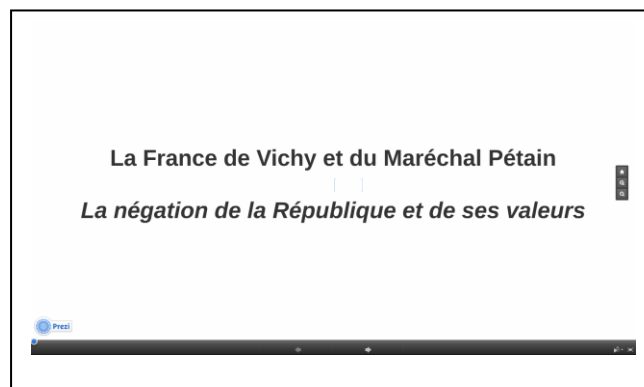 La France de Vichy et du Maréchal Pétain
La négation de la République et de ses valeurs
Prezi